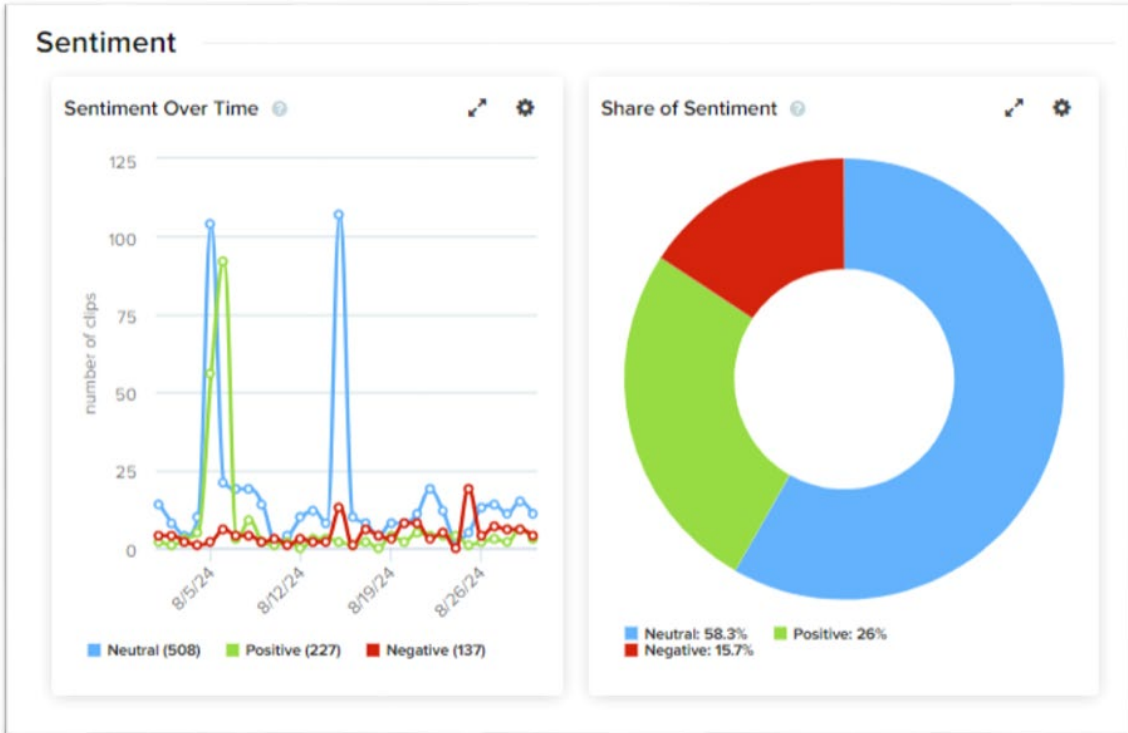 Sentiment
Sentiment Over Time ?
125
100
75
50
25
0
number of clips
8/5/24
8/12/24
8/19/24
8/26/24
Neutral (508) Positive (227) Negative (137)
Share of Sentiment ?
Neutral: 58.3% Positive: 26%
Negative: 15.7%